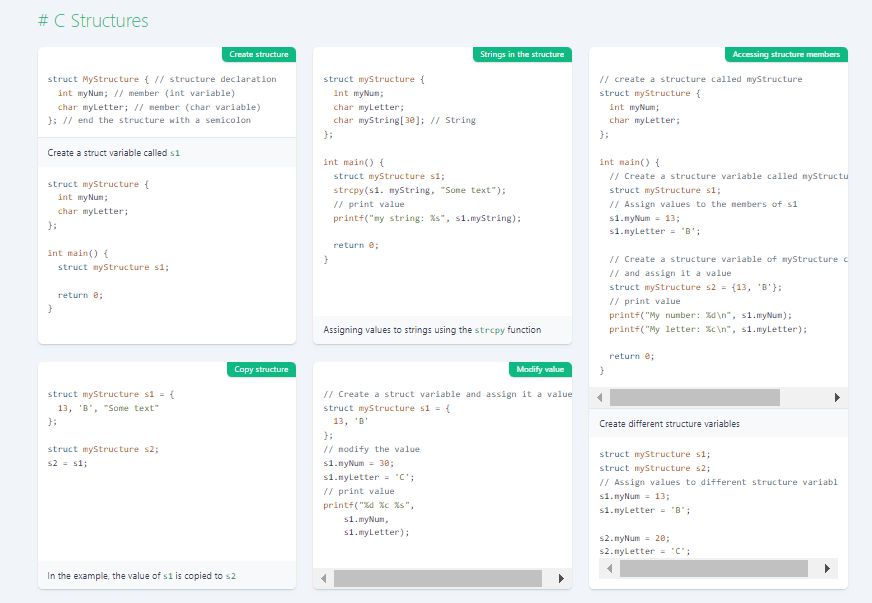 # C Structures
Create structure
struct MyStructure { // structure declaration
  int myNum; // member (int variable)
  char myLetter; // member (char variable)
}; // end the structure with a semicolon
Create a struct variable called s1
struct myStructure {
  int myNum;
  char myLetter;
};
int main() {
  struct myStructure s1;
  return 0;
}
Strings in the structure
struct myStructure {
  int myNum;
  char myLetter;
  char myString[30]; // String
};
int main() {
  struct myStructure s1;
  strcpy(s1. myString, "Some text");
  // print value
  printf("my string: %s", s1.myString);
  return 0;
}
Assigning values to strings using the strcpy function
Accessing structure members
// create a structure called myStructure
struct myStructure {
  int myNum;
  char myLetter;
};
int main() {
  // Create a structure variable called myStructu
  struct myStructure s1;
  // Assign values to the members of s1
  s1.myNum = 13;
  s1.myLetter = 'B';
  // Create a structure variable of myStructure c
  // and assign it a value
  struct myStructure s2 = {13, 'B'};
  // print value
  printf("My number: %d\n", s1.myNum);
  printf("My letter: %c\n", s1.myLetter);
  return 0;
}
Create different structure variables
struct myStructure s1;
struct myStructure s2;
// Assign values to different structure variabl
s1.myNum = 13;
s1.myLetter = 'B';
s2.myNum = 20;
s2.myLetter = 'C';
Copy structure
struct myStructure s1 = {
  13, 'B', "Some text"
};
struct myStructure s2;
s2 = s1;
In the example, the value of s1 is copied to s2
Modify value
// Create a struct variable and assign it a value
struct myStructure s1 = {
  13, 'B'
};
// modify the value
s1.myNum = 30;
s1.myLetter = 'C';
// print value
printf("%d %c %s",
    s1.myNum,
    s1.myLetter);